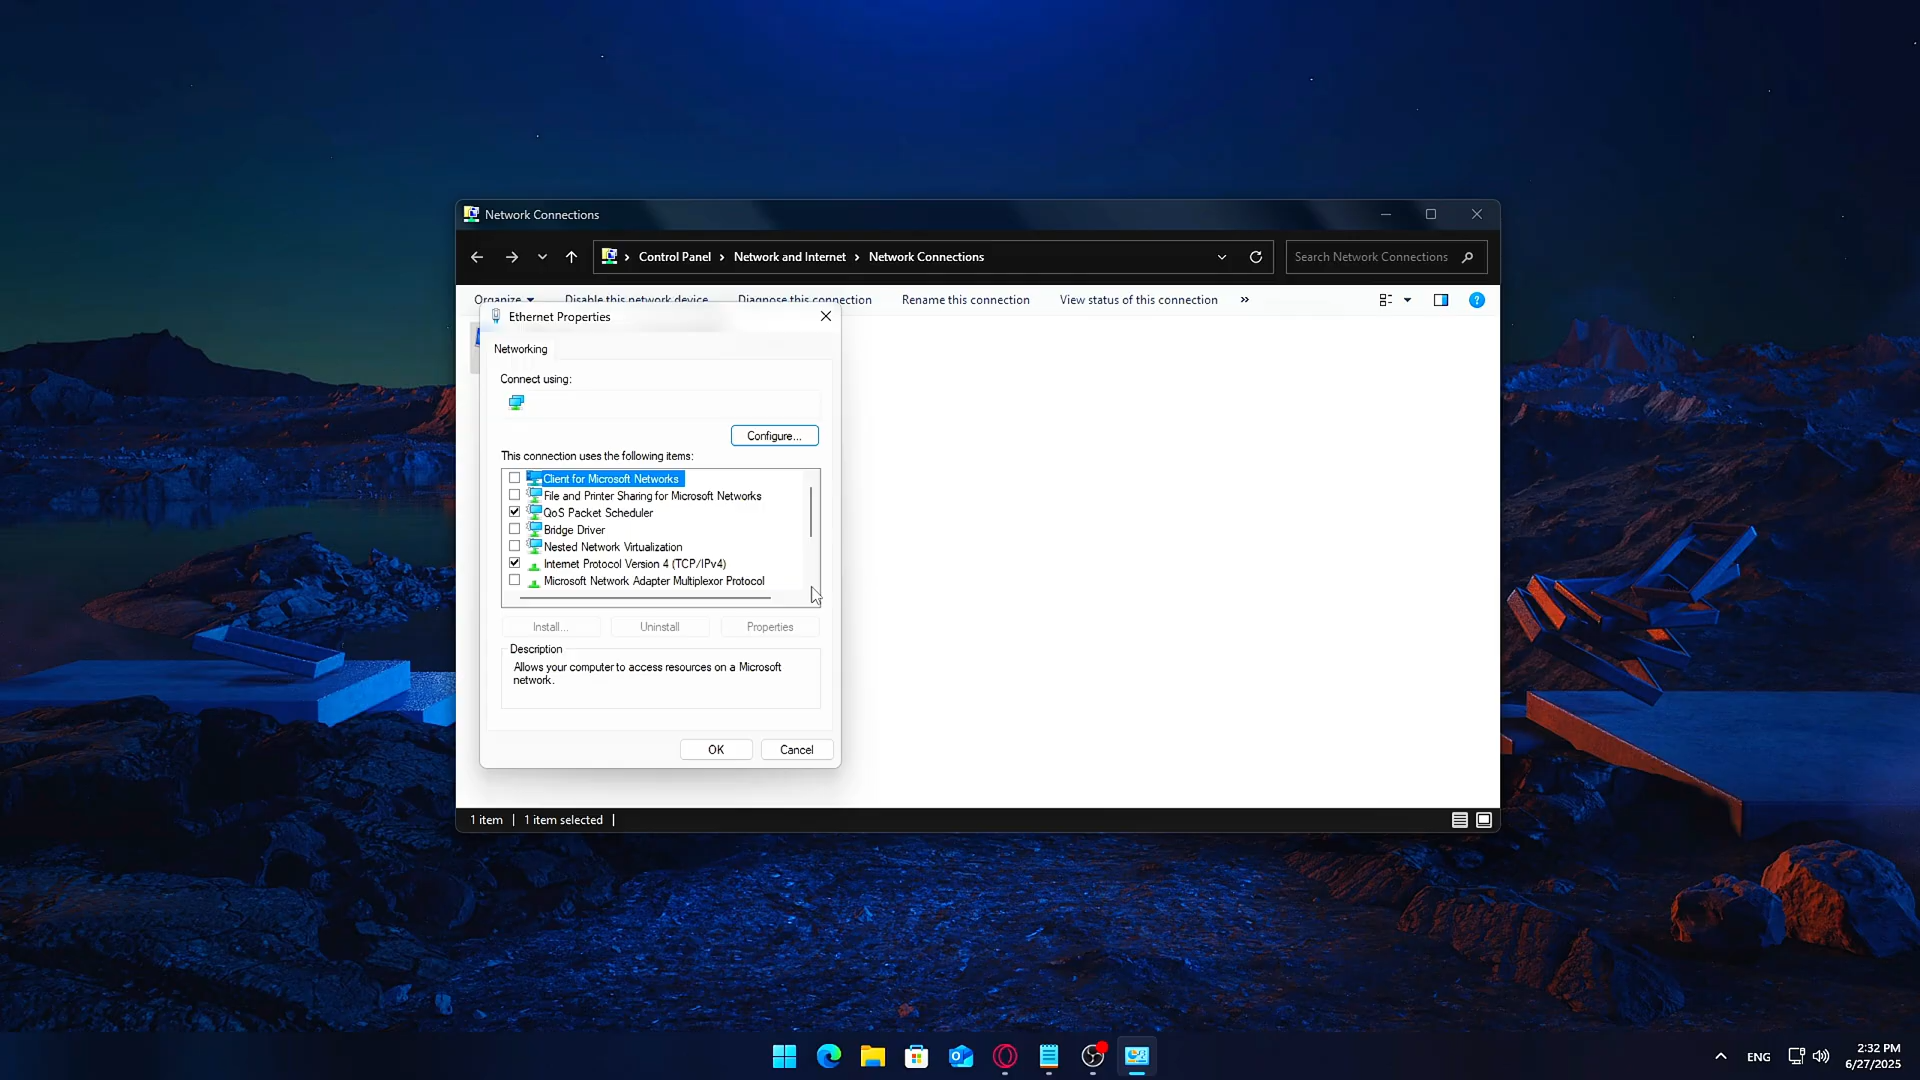 Network Connections
Control Panel > Network and Internet > Network Connections
Search Network Connections
Organize
Disable this network device
Diagnose this connection
Rename this connection
View status of this connection
»
Ethernet Properties
Networking
Connect using:
Configure...
This connection uses the following items:
Client for Microsoft Networks
File and Printer Sharing for Microsoft Networks
QoS Packet Scheduler
Bridge Driver
Nested Network Virtualization
Internet Protocol Version 4 (TCP/IPv4)
Microsoft Network Adapter Multiplexor Protocol
Install...
Uninstall
Properties
Description
Allows your computer to access resources on a Microsoft
network.
OK
Cancel
1 item
1 item selected
ENG
2:32 PM
6/27/2025